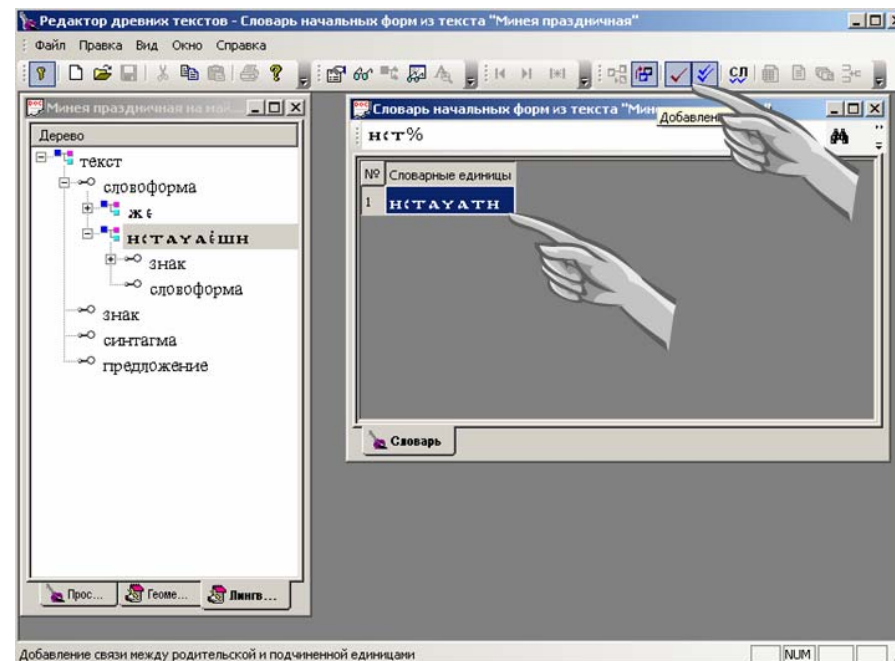 Редактор древних текстов - Словарь начальных форм из текста "Минея праздничная"
Файл Правка Вид Окно Справка
сл
Минея праздничная на май
Дерево
текст
словоформа
же
знак
словоформа
знак
синтагма
предложение
Прос... Геоме... Лингв...
Словарь начальных форм из текста
Добавлен
% 
№ Словарные единицы
1
Словарь
Добавление связи между родительской и подчиненной единицами
NUM